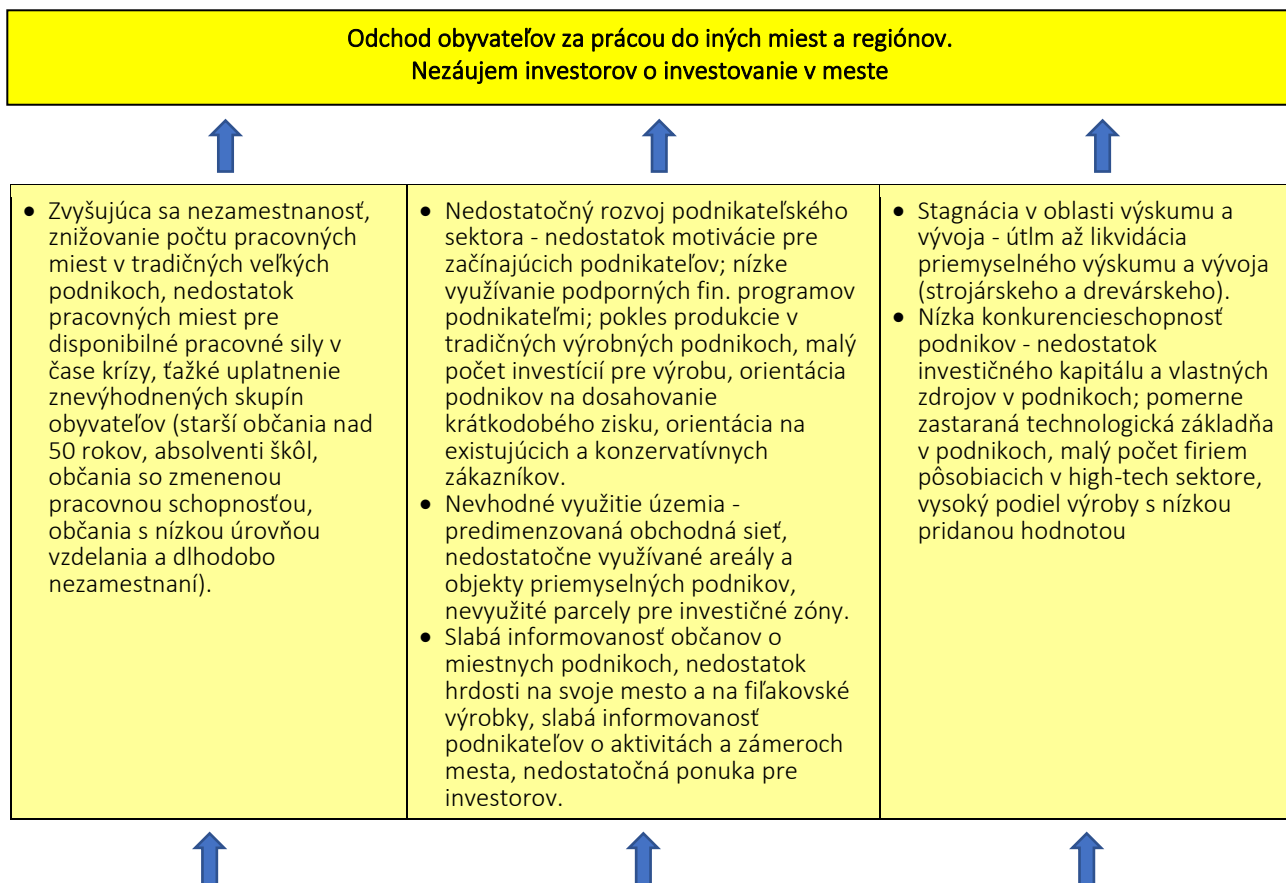 Odchod obyvateľov za prácou do iných miest a regiónov.
Nezáujem investorov o investovanie v meste
• Zvyšujúca sa nezamestnanosť,
znižovanie počtu pracovných
miest v tradičných veľkých
podnikoch, nedostatok
pracovných miest pre
disponibilné pracovné sily v
čase krízy, ťažké uplatnenie
znevýhodnených skupín
obyvateľov (starší občania nad
50 rokov, absolventi škôl,
občania so zmenenou
pracovnou schopnosťou,
občania s nízkou úrovňou
vzdelania a dlhodobo
nezamestnaní).
• Nedostatočný rozvoj podnikateľského
sektora - nedostatok motivácie pre
začínajúcich podnikateľov; nízke
využívanie podporných fin. programov
podnikateľmi; pokles produkcie v
tradičných výrobných podnikoch, malý
počet investícií pre výrobu, orientácia
podnikov na dosahovanie
krátkodobého zisku, orientácia na
existujúcich a konzervatívnych
zákazníkov.
• Nevhodné využitie územia -
predimenzovaná obchodná sieť,
nedostatočne využívané areály a
objekty priemyselných podnikov,
nevyužité parcely pre investičné zóny.
• Slabá informovanosť občanov o
miestnych podnikoch, nedostatok
hrdosti na svoje mesto a na fiľakovské
výrobky, slabá informovanosť
podnikateľov o aktivitách a zámeroch
mesta, nedostatočná ponuka pre
investorov.
• Stagnácia v oblasti výskumu a
vývoja - útlm až likvidácia
priemyselného výskumu a vývoja
(strojárskeho a drevárskeho).
• Nízka konkurencieschopnosť
podnikov - nedostatok
investičného kapitálu a vlastných
zdrojov v podnikoch; pomerne
zastaraná technologická základňa
v podnikoch, malý počet firiem
pôsobiacich v high-tech sektore,
vysoký podiel výroby s nízkou
pridanou hodnotou